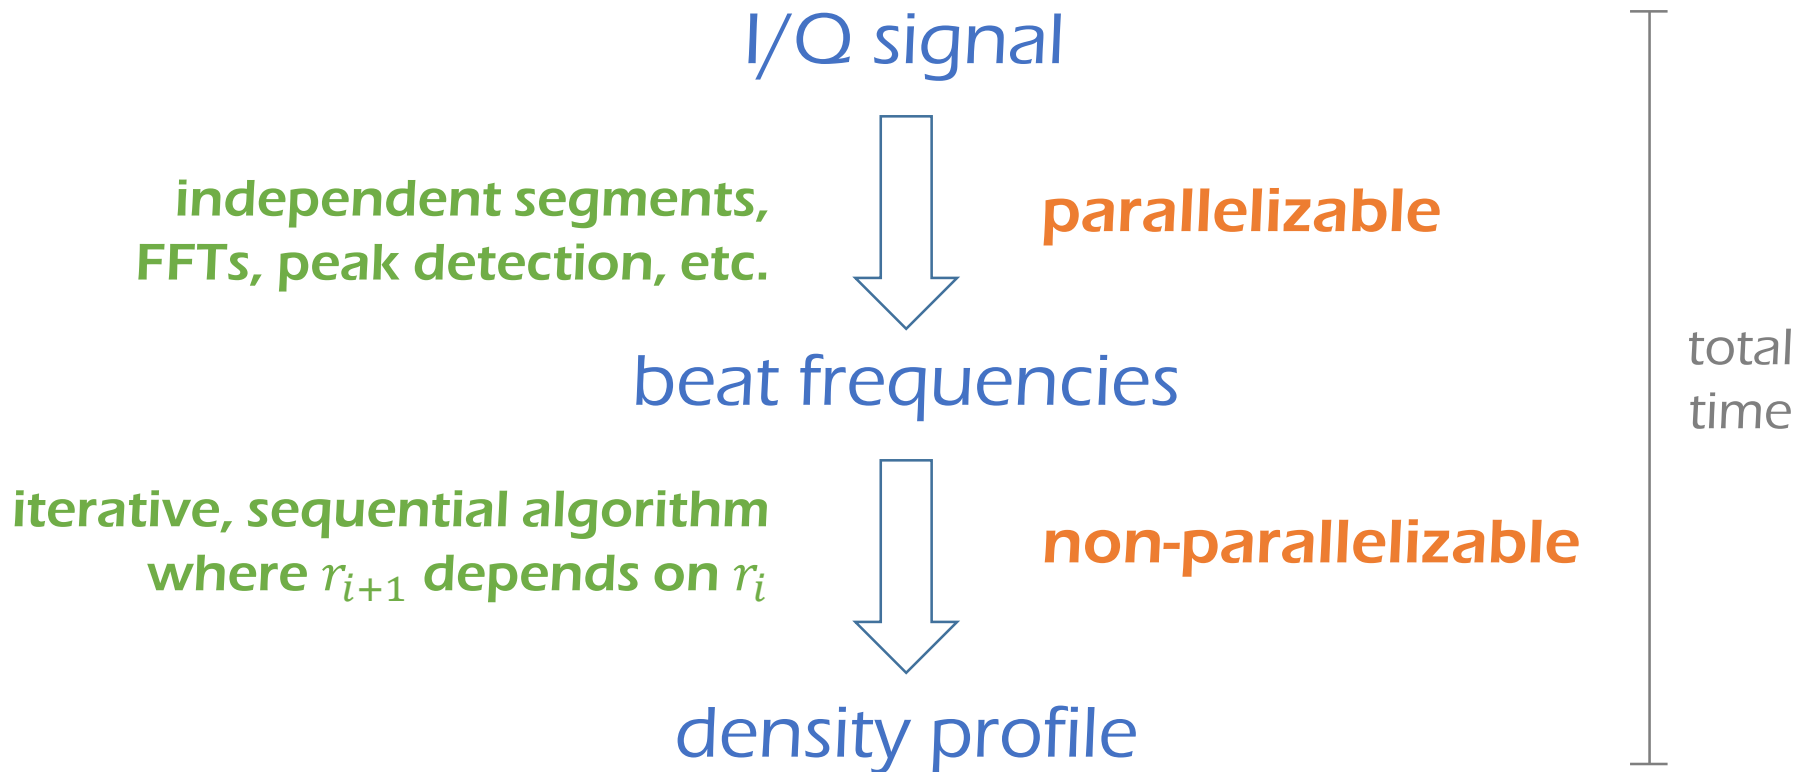 I/Q signal
independent segments,
FFTs, peak detection, etc.
parallelizable
beat frequencies
total
time
iterative, sequential algorithm
where r_{i+1} depends on r_i
non-parallelizable
density profile